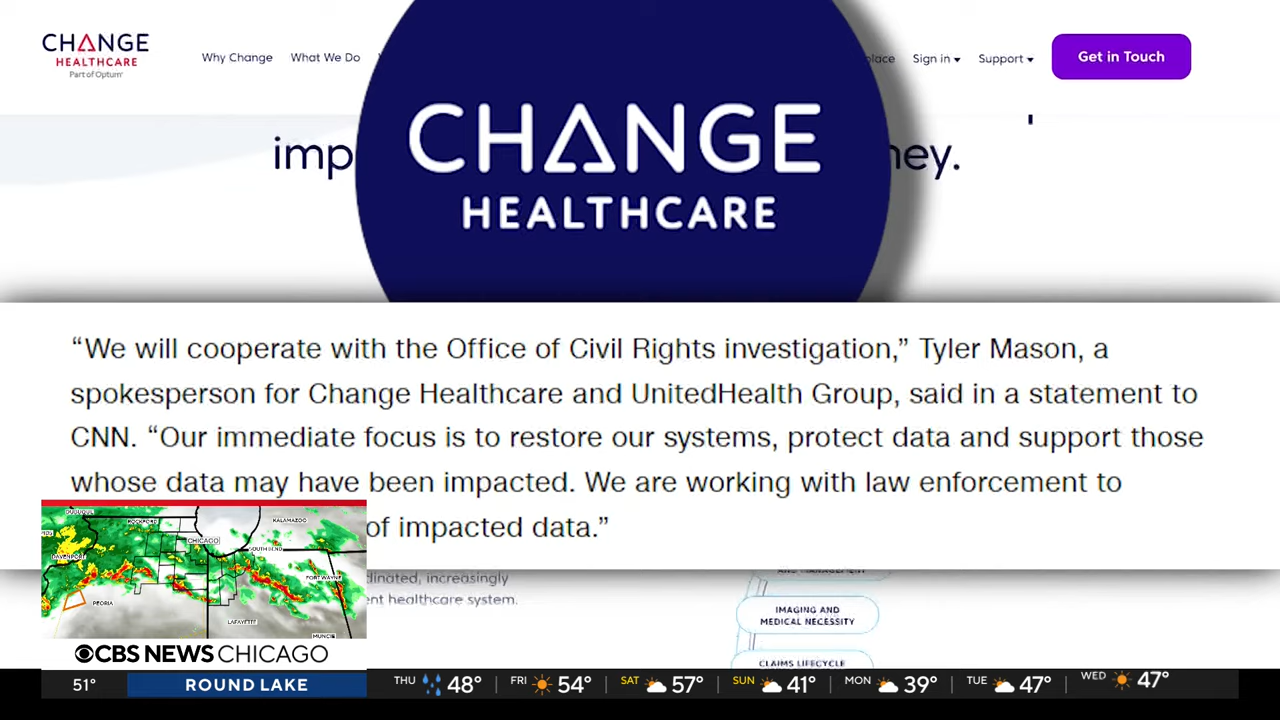 CHANGE
HEALTHCARE
Part of Optum
Why Change What We Do
Sign in Support
Get in Touch
CHANGE
HEALTHCARE
“We will cooperate with the Office of Civil Rights investigation,” Tyler Mason, a
spokesperson for Change Healthcare and UnitedHealth Group, said in a statement to
CNN. “Our immediate focus is to restore our systems, protect data and support those
whose data may have been impacted. We are working with law enforcement to
of impacted data.”
DUBUQUE
ROCKFORD
KALAMAZOO
CHICAGO
SOUTH BEND
DAVENPORT
FORT WAYNE
PEORIA
LAFAYETTE
MUNCIE
increasingly
healthcare system.
IMAGING AND
MEDICAL NECESSITY
CLAIMS LIFECYCLE
CBS NEWS CHICAGO
51° ROUND LAKE THU 48° FRI 54° SAT 57° SUN 41° MON 39° TUE 47° WED 47°